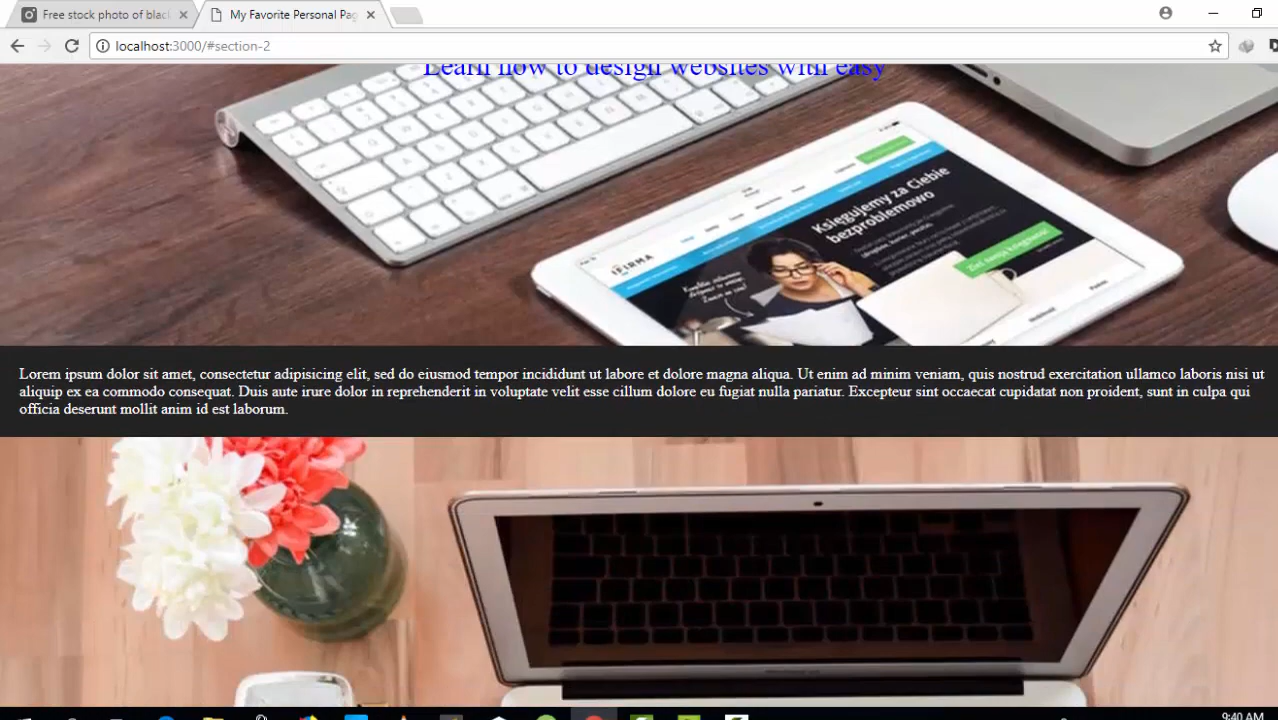 Free stock photo of blac
My Favorite Personal Pag
localhost:3000/#section-2
Learn how to design websites with easy
IFIRMA
Księgujemy za Ciebie
bezproblemowo
Lorem ipsum dolor sit amet, consectetur adipisicing elit, sed do eiusmod tempor incididunt ut labore et dolore magna aliqua. Ut enim ad minim veniam, quis nostrud exercitation ullamco laboris nisi ut
aliquip ex ea commodo consequat. Duis aute irure dolor in reprehenderit in voluptate velit esse cillum dolore eu fugiat nulla pariatur. Excepteur sint occaecat cupidatat non proident, sunt in culpa qui
officia deserunt mollit anim id est laborum.
9:40 AM